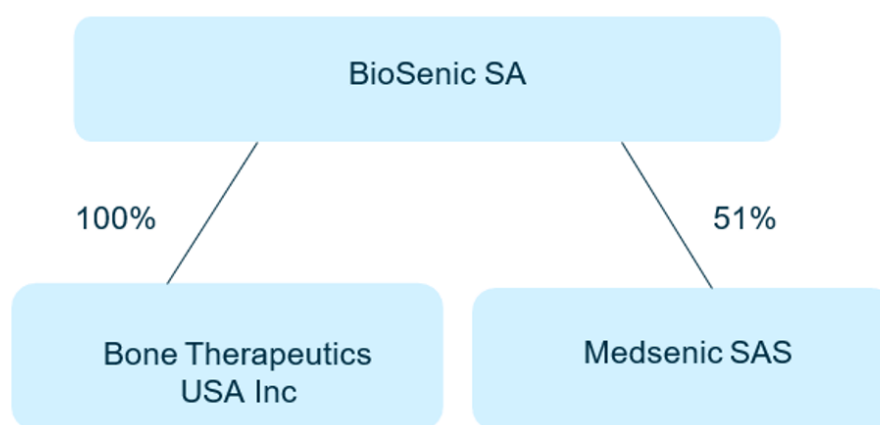 BioSenic SA
100%
51%
Bone Therapeutics
USA Inc
Medsenic SAS